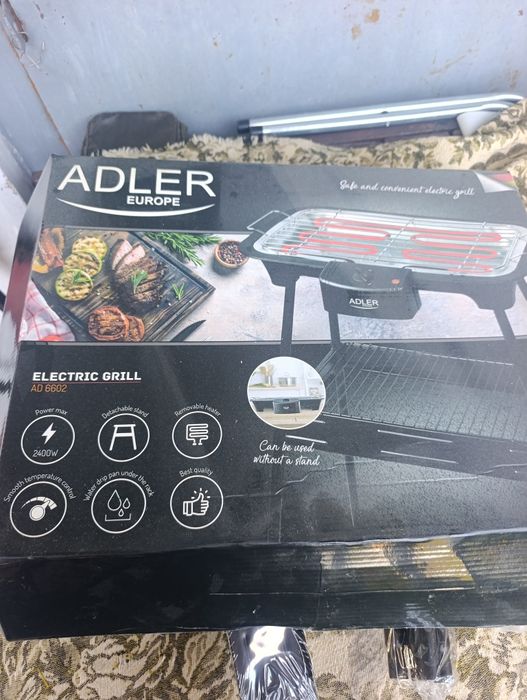 ADLER
EUROPE
Safe and convenient electric grill
ADLER
ELECTRIC GRILL
AD 6602
Power max
2400W
Detachable stand
Removable heater
Can be used
without a stand
Smooth temperature control
Water drip pan under the rack
Best quality